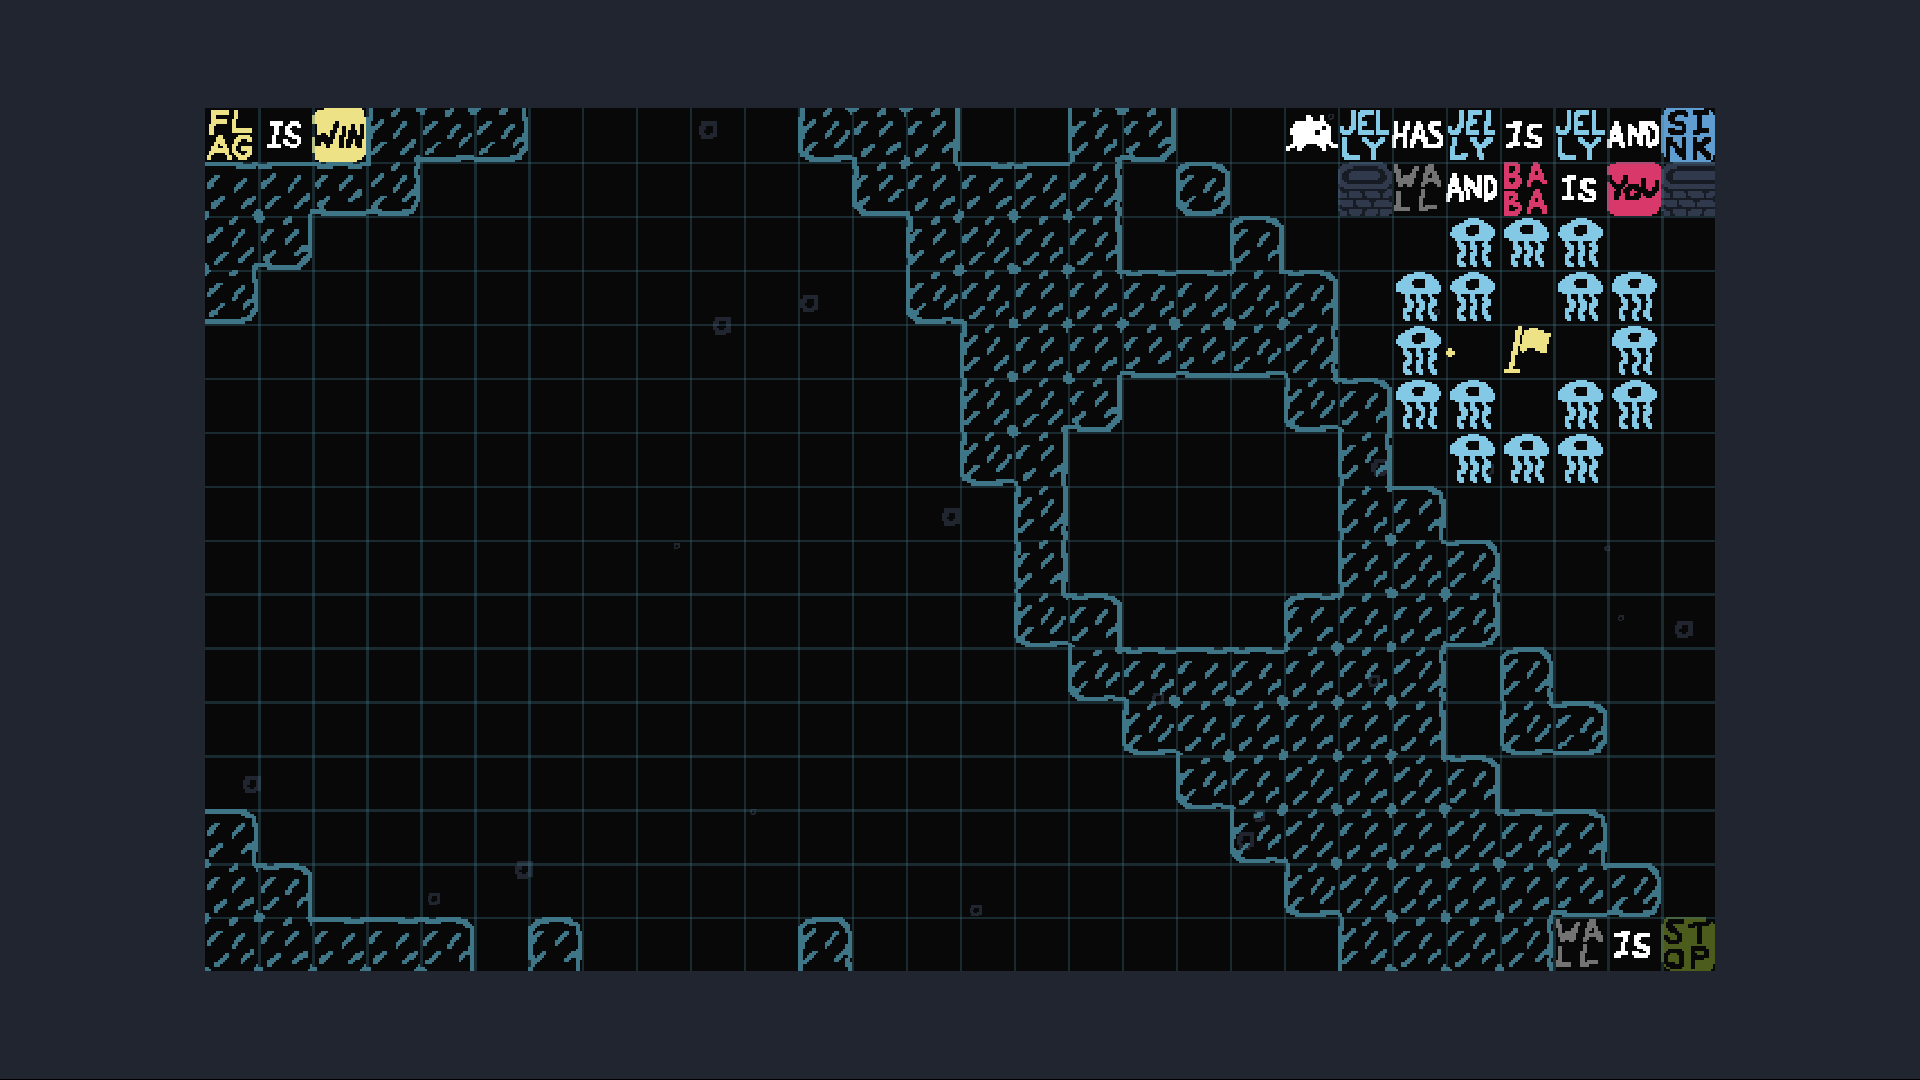 FLAG IS WIN
JELLY HAS JELLY IS JELLY AND SINK
WALL AND BABA IS YOU
WALL IS STOP